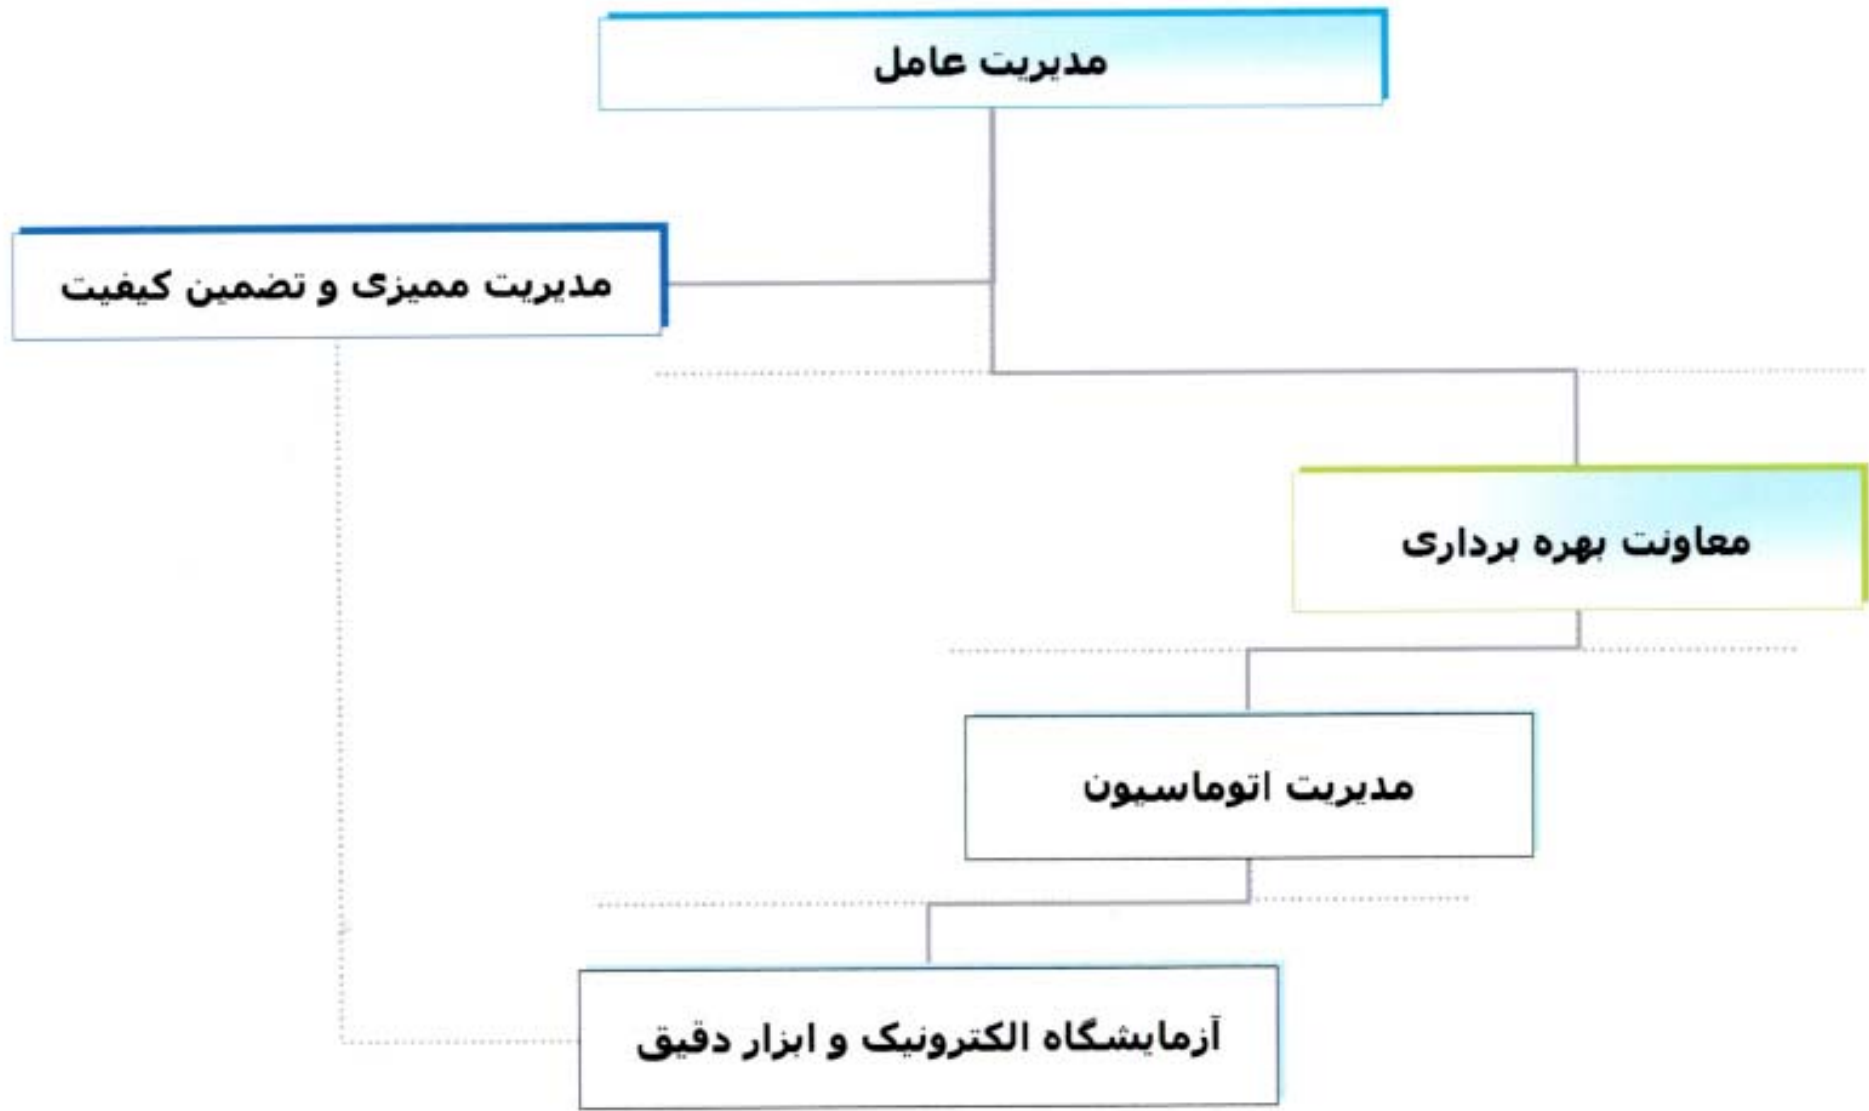 مدیریت عامل
مدیریت ممیزی و تضمین کیفیت
معاونت بهره برداری
مدیریت اتوماسیون
آزمایشگاه الکترونیک و ابزار دقیق